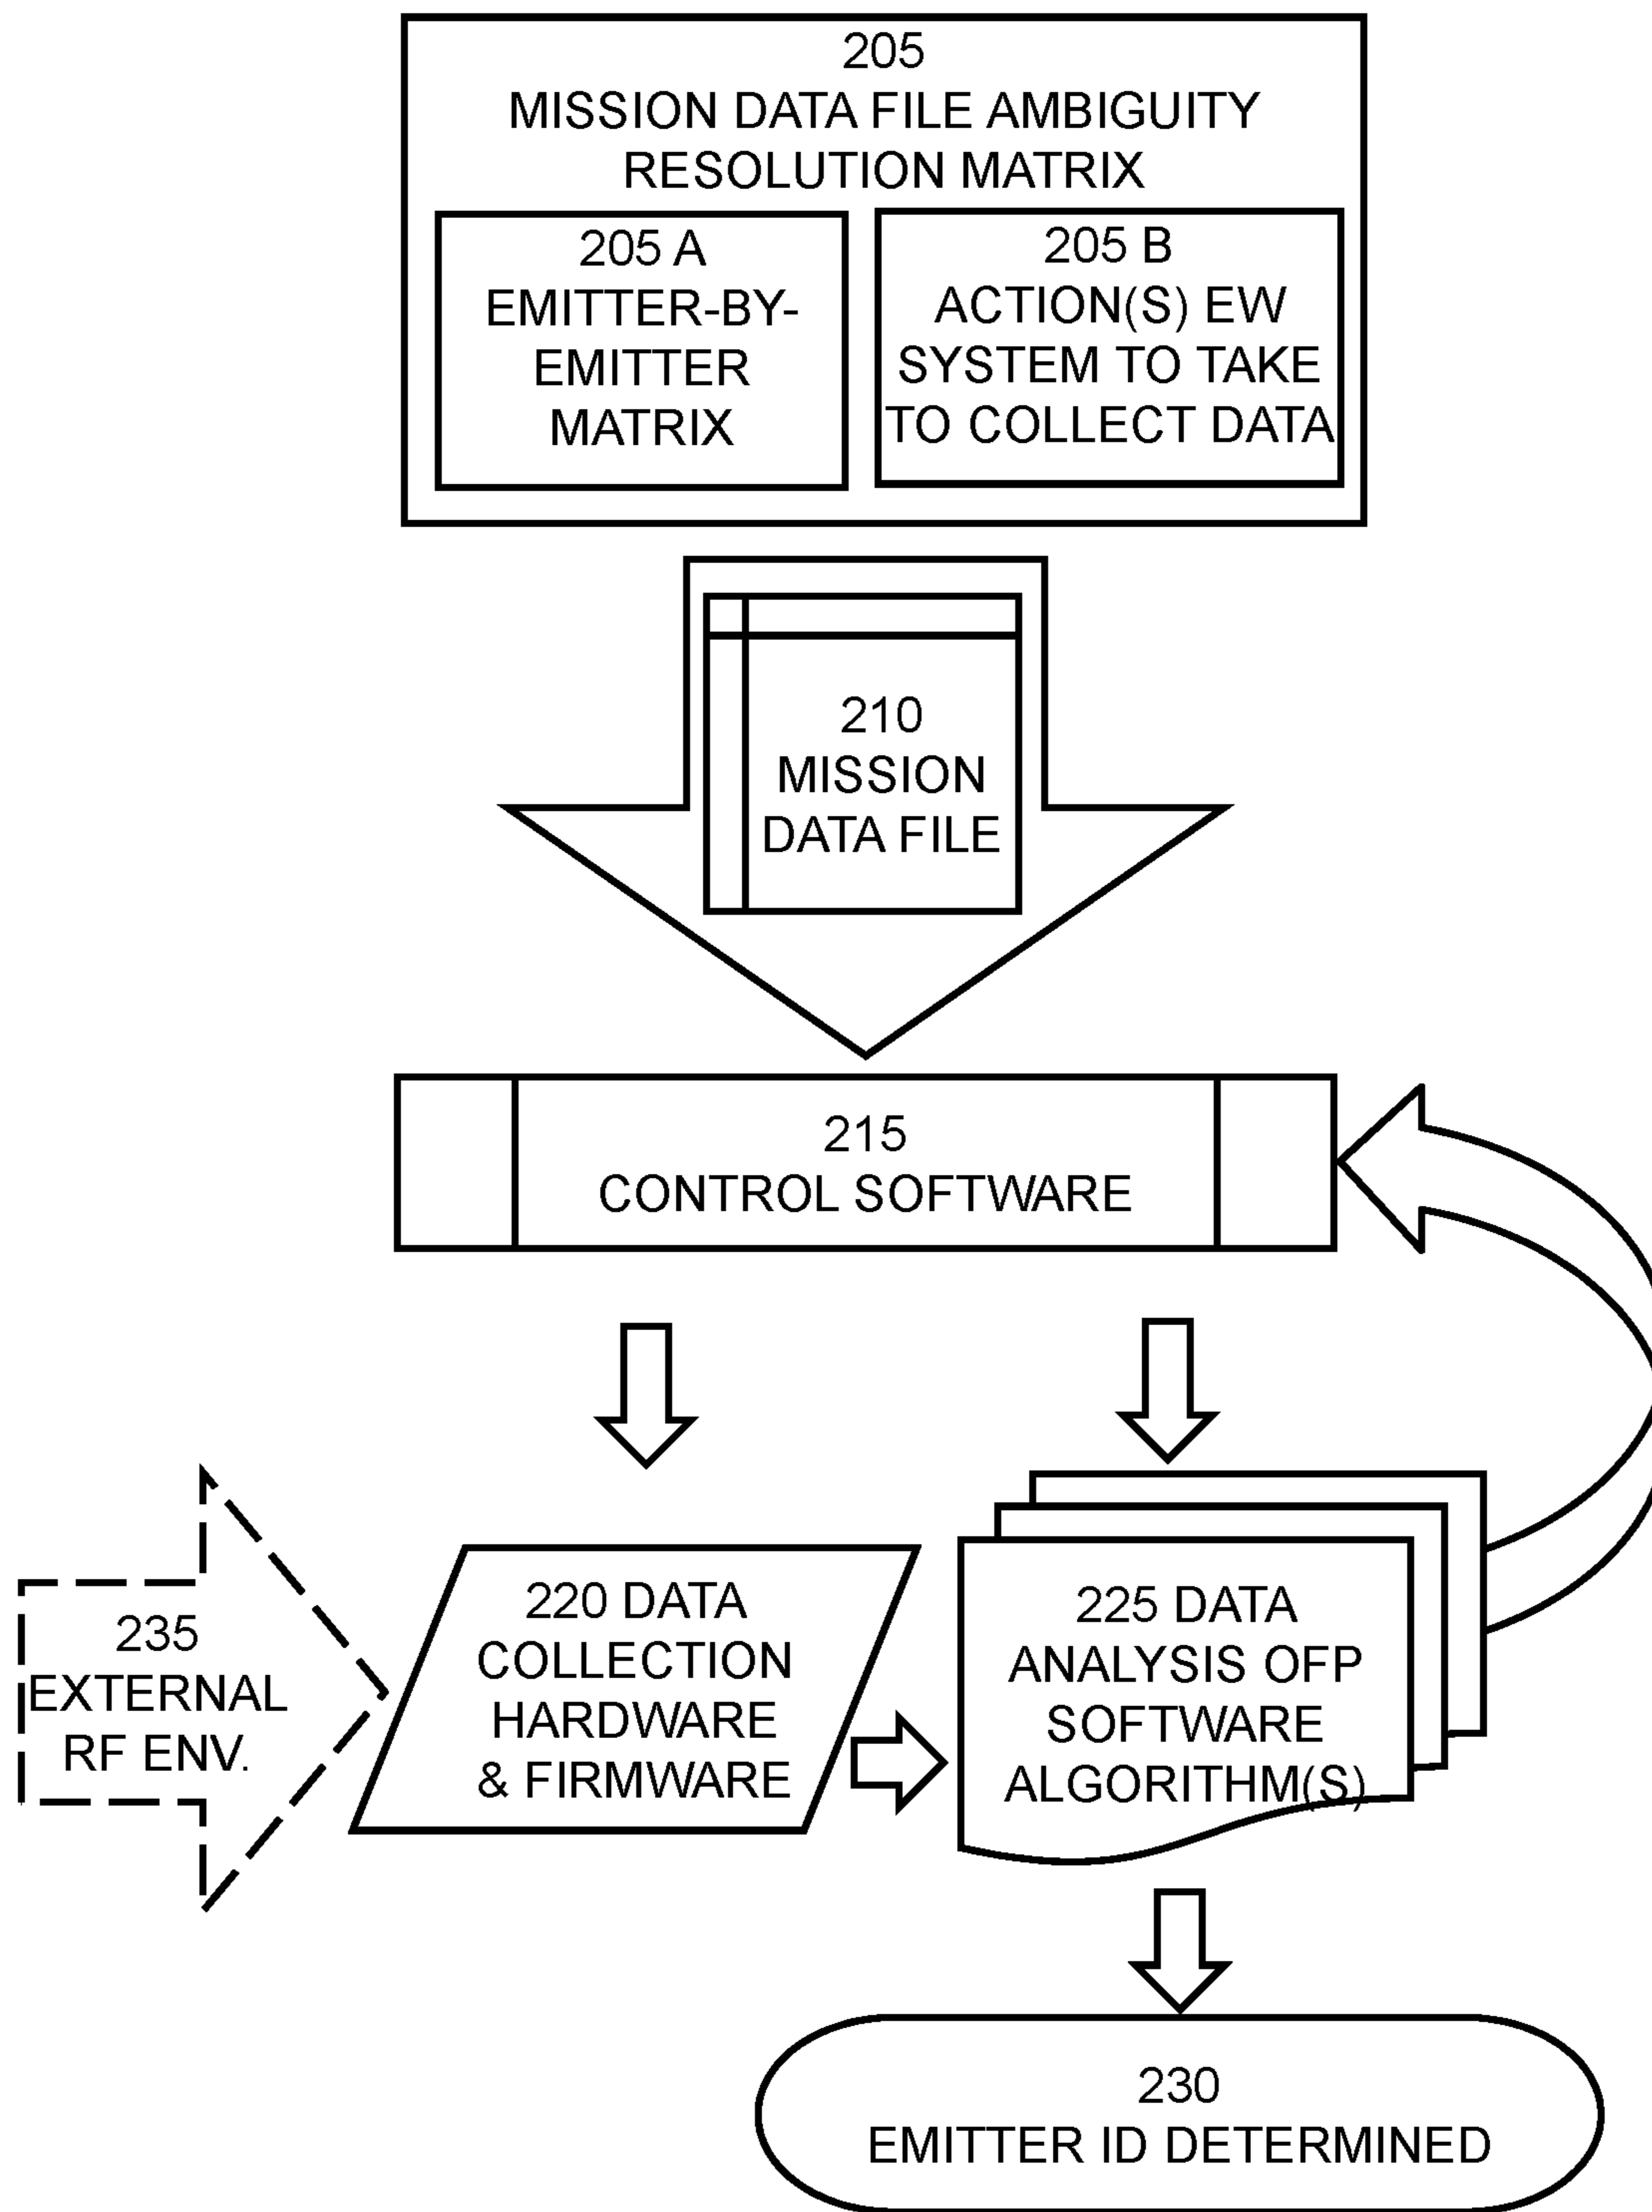 205
MISSION DATA FILE AMBIGUITY
RESOLUTION MATRIX
205 A
EMITTER-BY-
EMITTER
MATRIX
205 B
ACTION(S) EW
SYSTEM TO TAKE
TO COLLECT DATA
210
MISSION
DATA FILE
215
CONTROL SOFTWARE
235
EXTERNAL
RF ENV.
220 DATA
COLLECTION
HARDWARE
& FIRMWARE
225 DATA
ANALYSIS OFP
SOFTWARE
ALGORITHM(S)
230
EMITTER ID DETERMINED